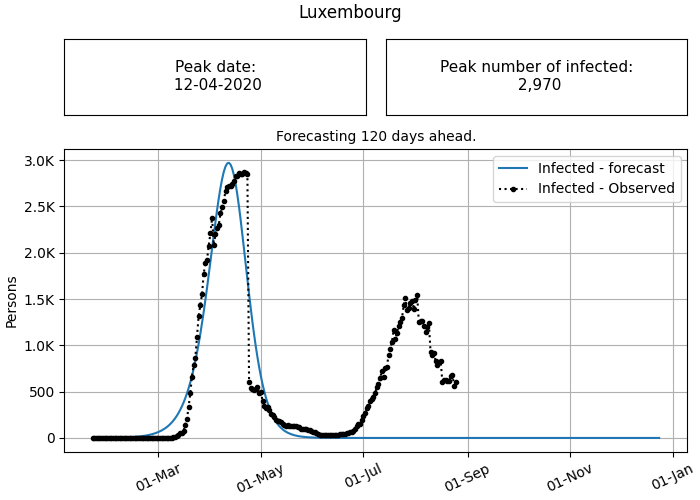 Luxembourg
Peak date:
12-04-2020
Peak number of infected:
2,970
Forecasting 120 days ahead.
Infected - forecast
Infected - Observed
3.0K
2.5K
2.0K
1.5K
1.0K
500
0
Persons
01-Mar
01-May
01-Jul
01-Sep
01-Nov
01-Jan